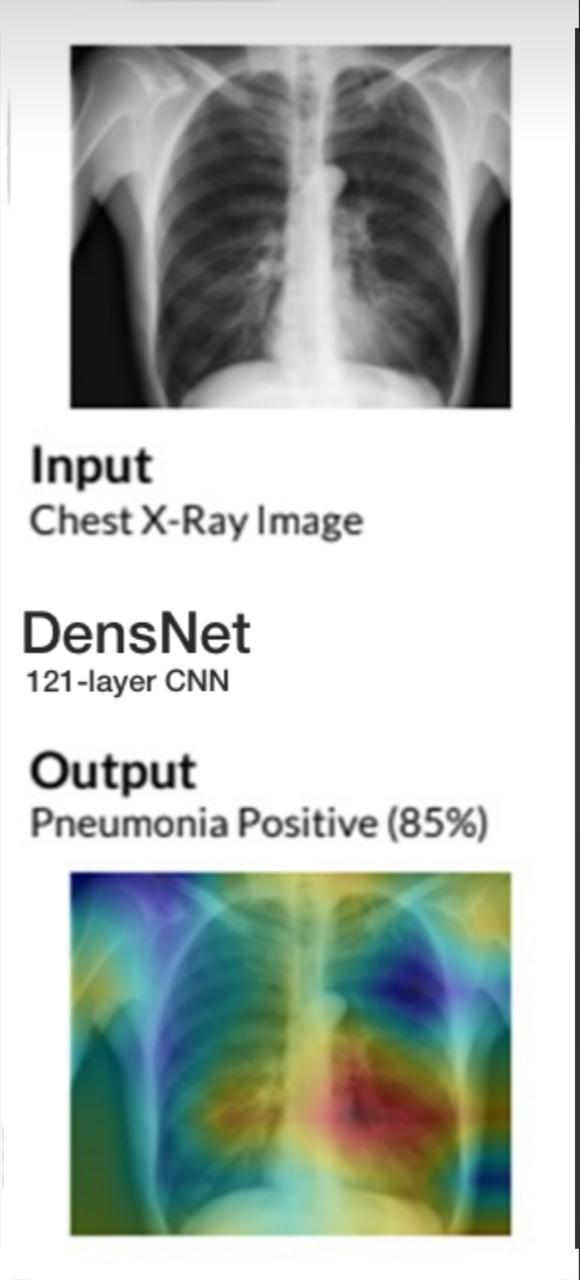 Input
Chest X-Ray Image
DensNet
121-layer CNN
Output
Pneumonia Positive (85%)